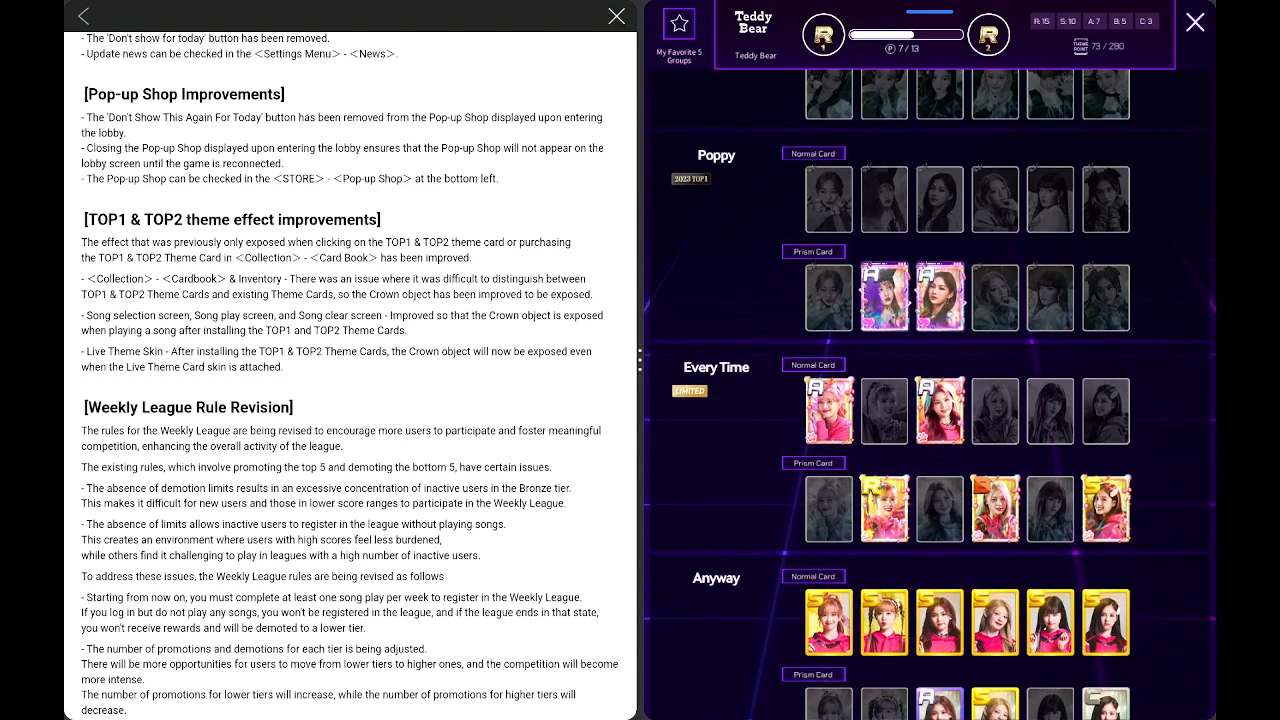 - The 'Don't show for today' button has been removed.
- Update news can be checked in the <Settings Menu> - <News>.
[Pop-up Shop Improvements]
- The 'Don't Show This Again For Today' button has been removed from the Pop-up Shop displayed upon entering
the lobby.
- Closing the Pop-up Shop displayed upon entering the lobby ensures that the Pop-up Shop will not appear on the
lobby again until the game is reconnected.
- The Pop-up Shop can be checked in the <STORE> - <Pop-up Shop> at the bottom left.
[TOP1 & TOP2 theme effect improvements]
The effect that was previously only exposed when clicking on the TOP1 & TOP2 theme card or purchasing
the TOP1 & TOP2 Theme Card in <Collection> - <Card Book> has been improved.
- <Collection> - <Cardbook> & Inventory - There was an issue where it was difficult to distinguish between
TOP1 & TOP2 Theme Cards and existing Theme Cards, so the Crown object has been improved to be exposed.
- Song selection screen, Song play screen, and Song clear screen - Improved so that the Crown object is exposed
when playing a song after installing the TOP1 and TOP2 Theme Cards.
- Live Theme Skin - After installing the TOP1 & TOP2 Theme Cards, the Crown object will now be exposed even
when the Live Theme Card skin is attached.
[Weekly League Rule Revision]
The rules for the Weekly League are being revised to encourage more users to participate and foster meaningful
competition, enhancing the overall activity of the league.
The existing rules, which involve promoting the top 5 and demoting the bottom 5, have certain issues.
- The absence of demotion limits results in an excessive concentration of inactive users in the Bronze tier.
This makes it difficult for new users and those in lower score ranges to participate in the Weekly League.
- The absence of limits allows inactive users to register in the league without playing songs.
This creates an environment where users with high scores feel less burdened,
while others find it challenging to play in leagues with a high number of inactive users.
To address these issues, the Weekly League rules are being revised as follows
- Starting from now on, you must complete at least one song play per week to register in the Weekly League.
If you log in but do not play any songs, you won't be registered in the league, and if the league ends in that state,
you won't receive rewards and will be demoted to a lower tier.
- The number of promotions and demotions for each tier is being adjusted.
There will be more opportunities for users to move from lower tiers to higher ones, and the competition will become
more intense.
The number of promotions for lower tiers will increase, while the number of promotions for higher tiers will
decrease.
My Favorite 5
Groups
Teddy
Bear
Teddy Bear
R
1
P 7 / 13
R
2
R: 15
S: 10
A: 7
B: 5
C: 3
THEME
POINT
73 / 280
Poppy
2023 TOP1
Normal Card
Prism Card
A
A
Every Time
LIMITED
Normal Card
A
A
Prism Card
R
R
S
Anyway
Normal Card
S
S
S
S
S
S
Prism Card
A
S
C